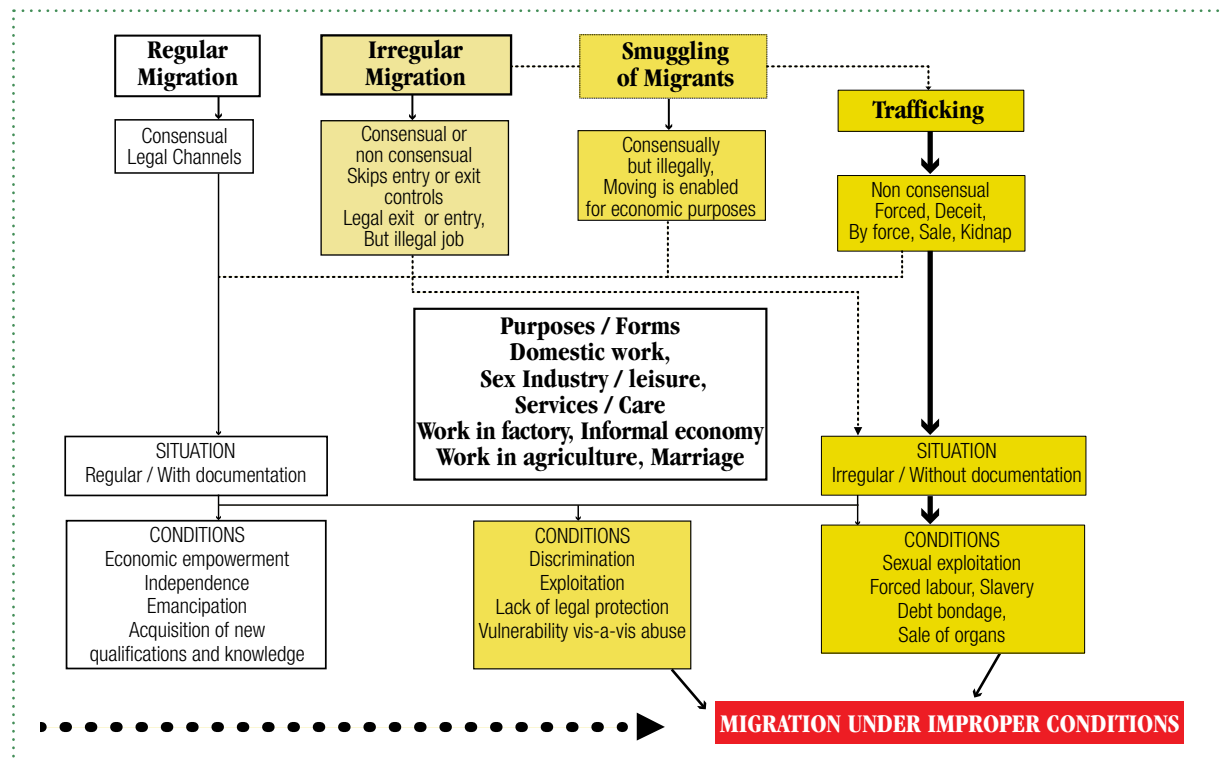 Regular
Migration
Irregular
Migration
Smuggling
of Migrants
Trafficking
Consensual
Legal Channels
Consensual or
non consensual
Skips entry or exit
controls
Legal exit or entry,
But illegal job
Consensually
but illegally,
Moving is enabled
for economic purposes
Non consensual
Forced, Deceit,
By force, Sale, Kidnap
Purposes / Forms
Domestic work,
Sex Industry / leisure,
Services / Care
Work in factory, Informal economy
Work in agriculture, Marriage
SITUATION
Regular / With documentation
SITUATION
Irregular / Without documentation
CONDITIONS
Economic empowerment
Independence
Emancipation
Acquisition of new
qualifications and knowledge
CONDITIONS
Discrimination
Exploitation
Lack of legal protection
Vulnerability vis-a-vis abuse
CONDITIONS
Sexual exploitation
Forced labour, Slavery
Debt bondage,
Sale of organs
MIGRATION UNDER IMPROPER CONDITIONS